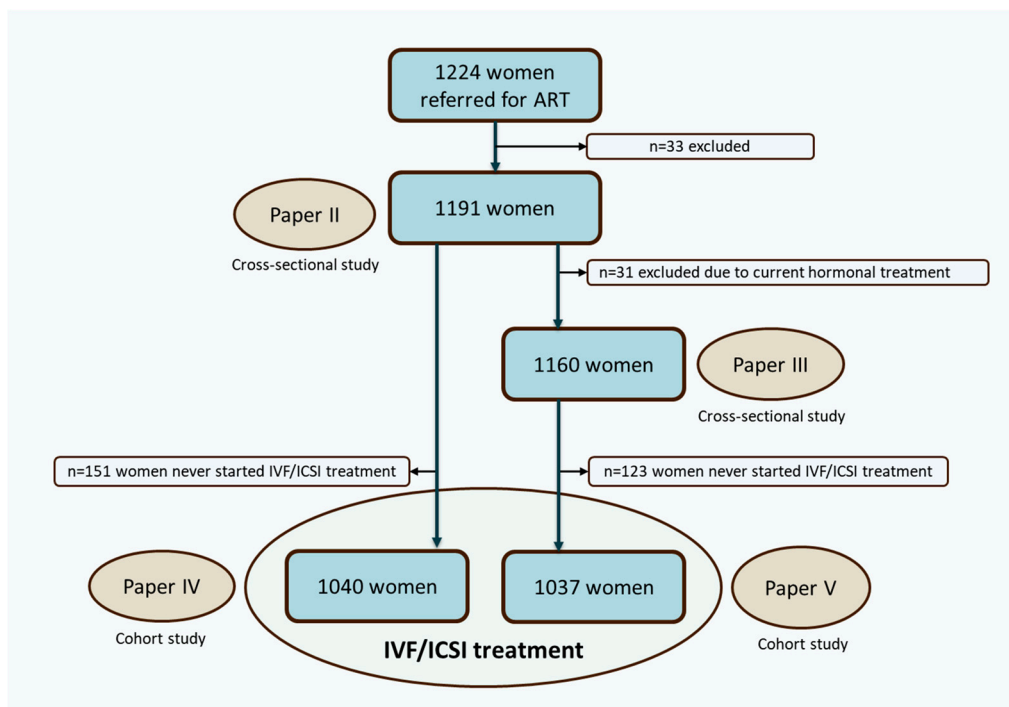 1224 women
referred for ART
n=33 excluded
Paper II
1191 women
Cross-sectional study
n=31 excluded due to current hormonal treatment
1160 women
Paper III
Cross-sectional study
n=151 women never started IVF/ICSI treatment
n=123 women never started IVF/ICSI treatment
Paper IV
1040 women
1037 women
Paper V
Cohort study
Cohort study
IVF/ICSI treatment